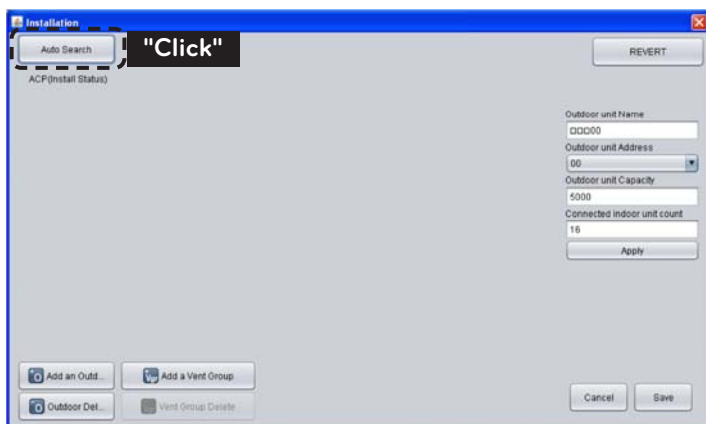 Installation
Auto Search
"Click"
REVERT
ACP(Install Status)
Outdoor unit Name
□□□00
Outdoor unit Address
00
Outdoor unit Capacity
5000
Connected indoor unit count
16
Apply
Add an Outd...
Add a Vent Group
Outdoor Del...
Vent Group Delete
Cancel
Save